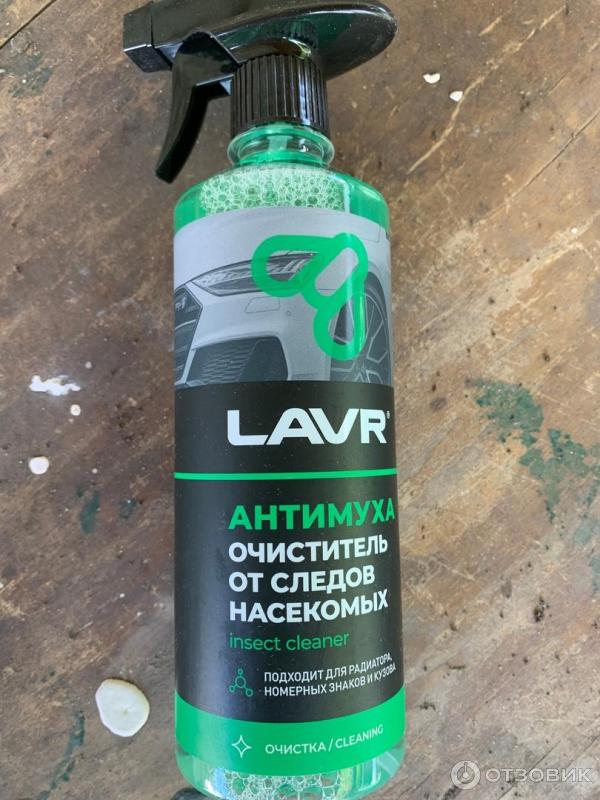 LAVR®
АНТИМУХА
ОЧИСТИТЕЛЬ
ОТ СЛЕДОВ
НАСЕКОМЫХ
insect cleaner
ПОДХОДИТ ДЛЯ РАДИАТОРА,
НОМЕРНЫХ ЗНАКОВ И КУЗОВА
ОЧИСТКА / CLEANING
ОТЗОВИК